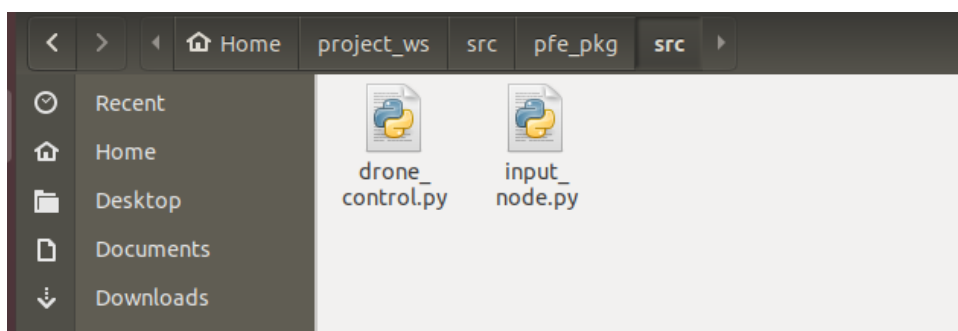 Home project_ws src pfe_pkg src
Recent
Home
Desktop
Documents
Downloads
drone_
control.py
input_
node.py